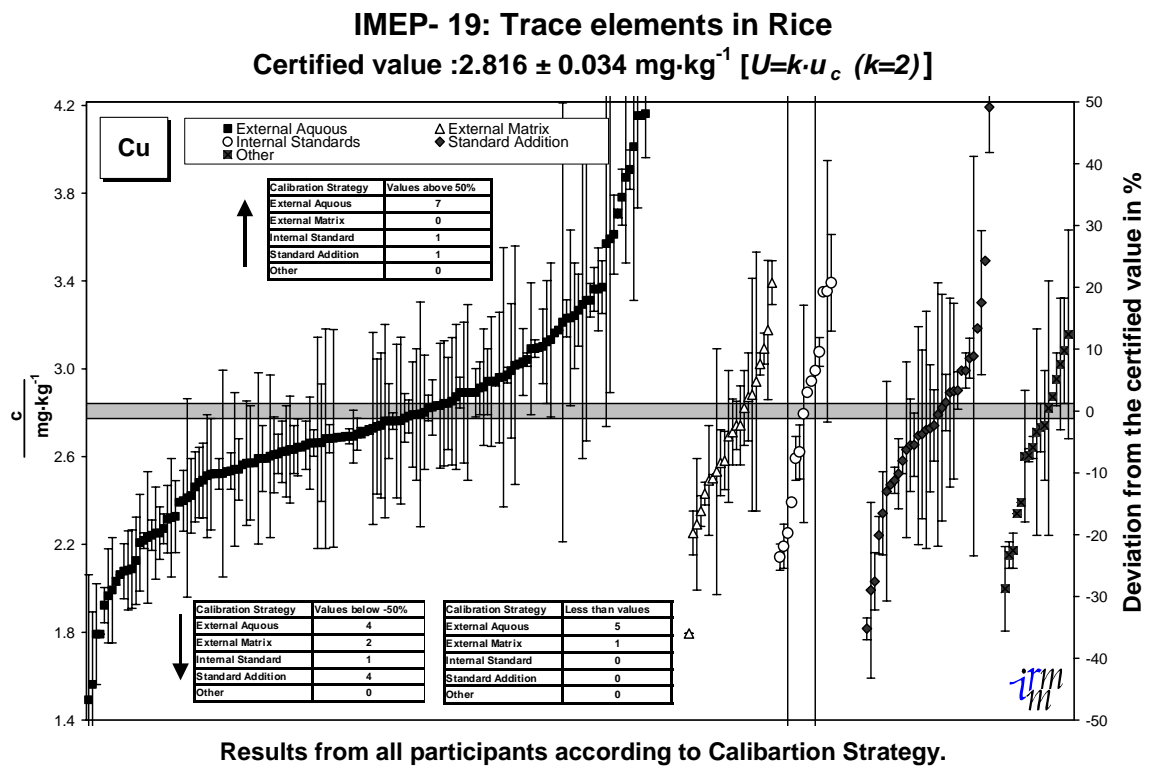 IMEP- 19: Trace elements in Rice
Certified value :2.816 ± 0.034 mg·kg⁻¹ [U=k·u c (k=2)]
4.2
3.8
3.4
3.0
2.6
2.2
1.8
1.4
c
mg·kg⁻¹
Cu
External Aquous
External Matrix
Internal Standards
Standard Addition
Other
Calibration Strategy Values above 50%
External Aquous 7
External Matrix 0
Internal Standard 1
Standard Addition 1
Other 0
Calibration Strategy Values below -50%
External Aquous 4
External Matrix 2
Internal Standard 1
Standard Addition 4
Other 0
Calibration Strategy Less than values
External Aquous 5
External Matrix 1
Internal Standard 0
Standard Addition 0
Other 0
50
40
30
20
10
0
-10
-20
-30
-40
-50
Deviation from the certified value in %
irmm
Results from all participants according to Calibartion Strategy.